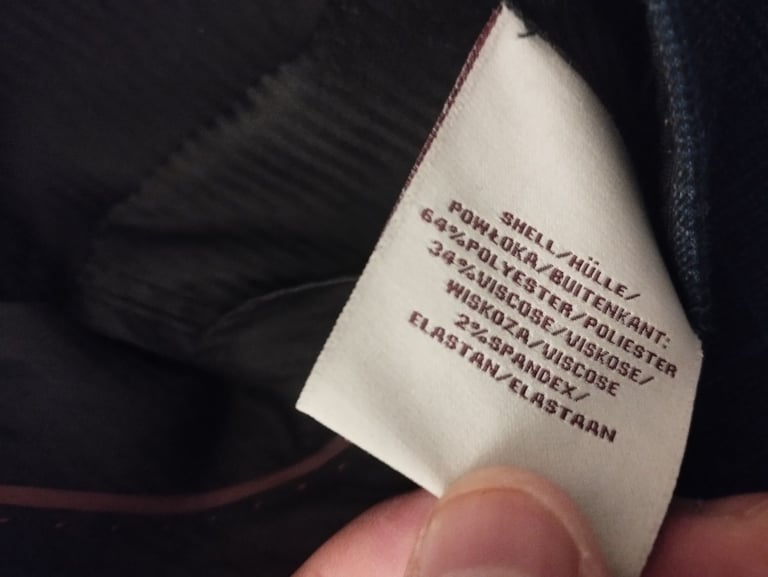 SHELL/HÜLLE/
POWŁOKA/BUITENKANT:
64%POLYESTER/POLIESTER
34%VISCOSE/VISKOSE/
WISKOZA/VISCOSE
2%SPANDEX/
ELASTAN/ELASTAAN